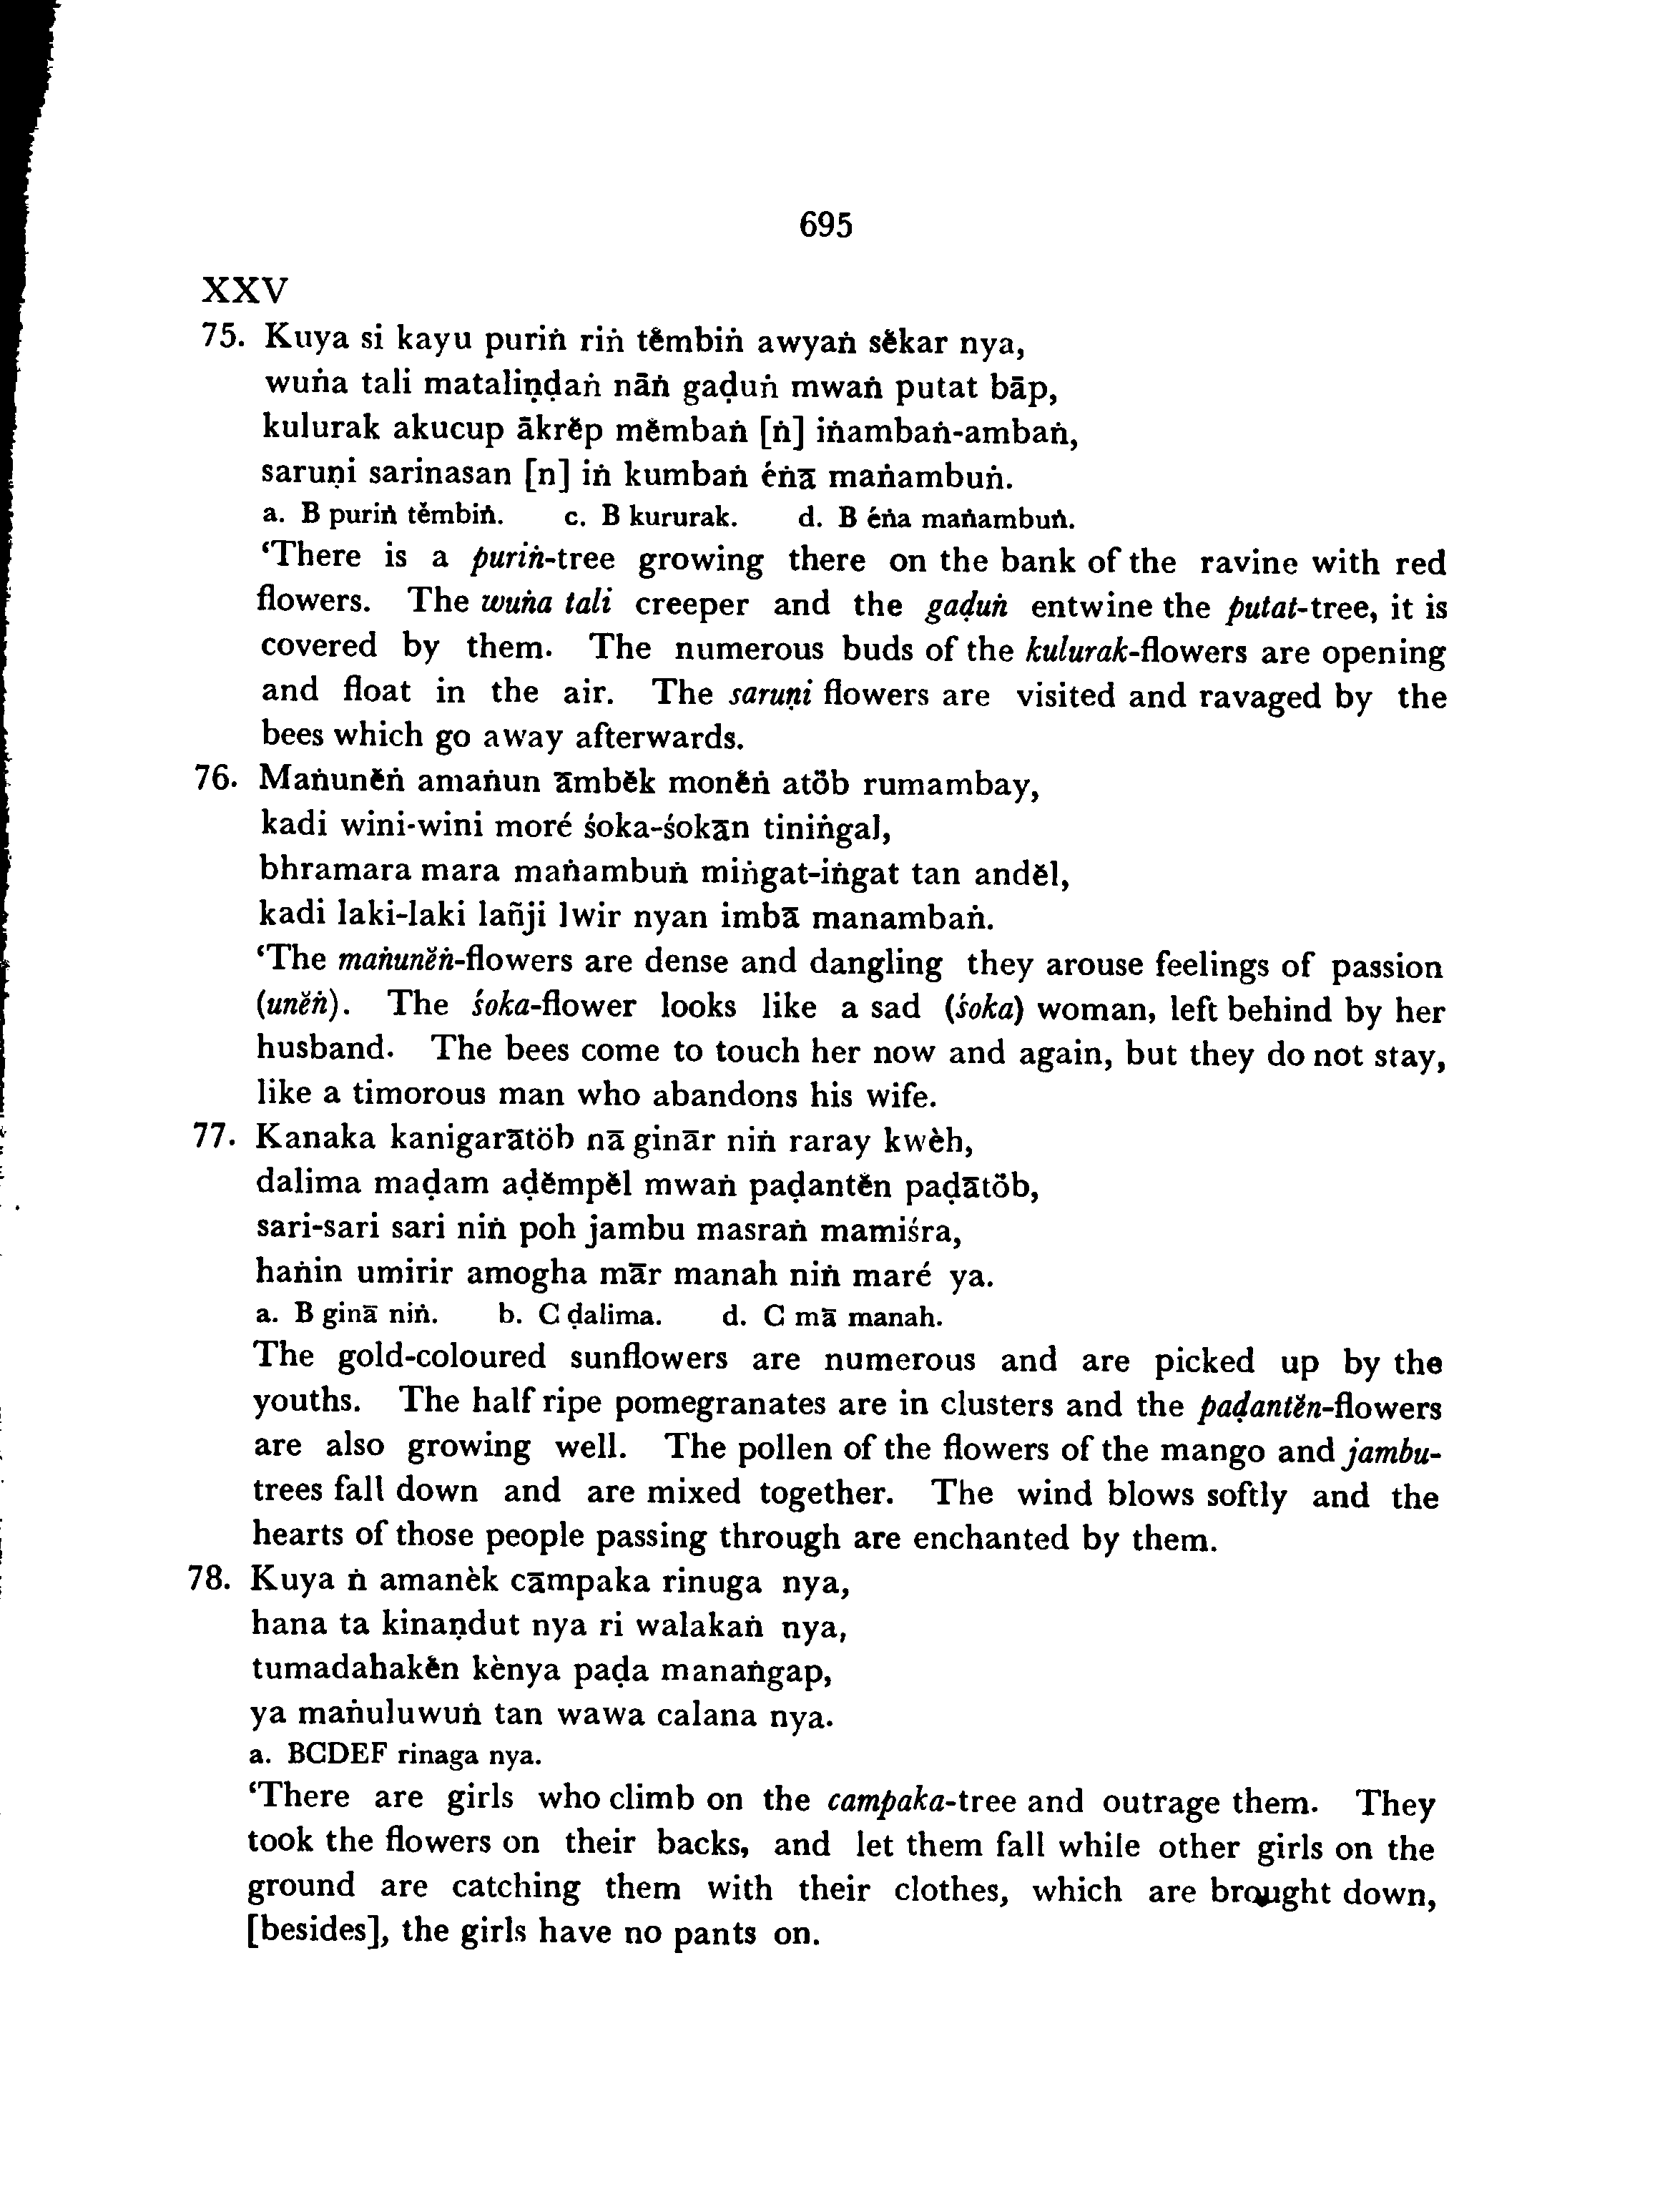 695
XXV
75. Kuya si kayu puriṅ riṅ tĕmbiṅ awyaṅ sĕkar nya,
wuṅa tali mataliṇḍaṅ nāṅ gaḍuṅ mwaṅ putat bāp,
kulurak akucup ākrĕp mĕmbaṅ [ṅ] iṅambaṅ-ambaṅ,
saruṇi sarinasan [n] iṅ kumbaṅ éṅā maṅambuṅ.
a. B puriṅ tĕmbiṅ. c. B kururak. d. B éṅa maṅambuṅ.
‘There is a puriṅ-tree growing there on the bank of the ravine with red
flowers. The wuṅa tali creeper and the gaḍuṅ entwine the putat-tree, it is
covered by them. The numerous buds of the kulurak-flowers are opening
and float in the air. The saruṇi flowers are visited and ravaged by the
bees which go away afterwards.
76. Maṅunĕṅ amaṅun āmbĕk monĕṅ atöb rumambay,
kadi wini-wini moré śoka-śokān tiniṅgal,
bhramara mara maṅambuṅ miṅgat-iṅgat tan andĕl,
kadi laki-laki lañji lwir nyan imbā manambaṅ.
‘The maṅunĕṅ-flowers are dense and dangling they arouse feelings of passion
(unĕṅ). The śoka-flower looks like a sad (śoka) woman, left behind by her
husband. The bees come to touch her now and again, but they do not stay,
like a timorous man who abandons his wife.
77. Kanaka kanigarātöb nā ginār niṅ raray kwèh,
dalima maḍam aḍĕmpĕl mwaṅ paḍantĕn paḍātöb,
sari-sari sari niṅ poh jambu masraṅ mamiśra,
haṅin umirir amogha mār manah niṅ maré ya.
a. B ginā niṅ. b. C ḍalima. d. C mā manah.
The gold-coloured sunflowers are numerous and are picked up by the
youths. The half ripe pomegranates are in clusters and the paḍantĕn-flowers
are also growing well. The pollen of the flowers of the mango and jambu-
trees fall down and are mixed together. The wind blows softly and the
hearts of those people passing through are enchanted by them.
78. Kuya ṅ amanèk cāmpaka rinuga nya,
hana ta kinaṇdut nya ri walakaṅ nya,
tumadahakĕn kènya paḍa manaṅgap,
ya maṅuluwuṅ tan wawa calana nya.
a. BCDEF rinaga nya.
‘There are girls who climb on the campaka-tree and outrage them. They
took the flowers on their backs, and let them fall while other girls on the
ground are catching them with their clothes, which are brought down,
[besides], the girls have no pants on.